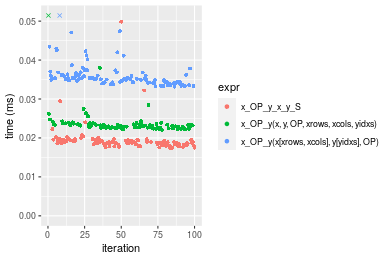 0.05
0.04
0.03
0.02
0.01
0.00
time (ms)
0 25 50 75 100
iteration
expr
x_OP_y_x_y_S
x_OP_y(x, y, OP, xrows, xcols, yidxs)
x_OP_y(x[xrows, xcols], y[yidxs], OP)